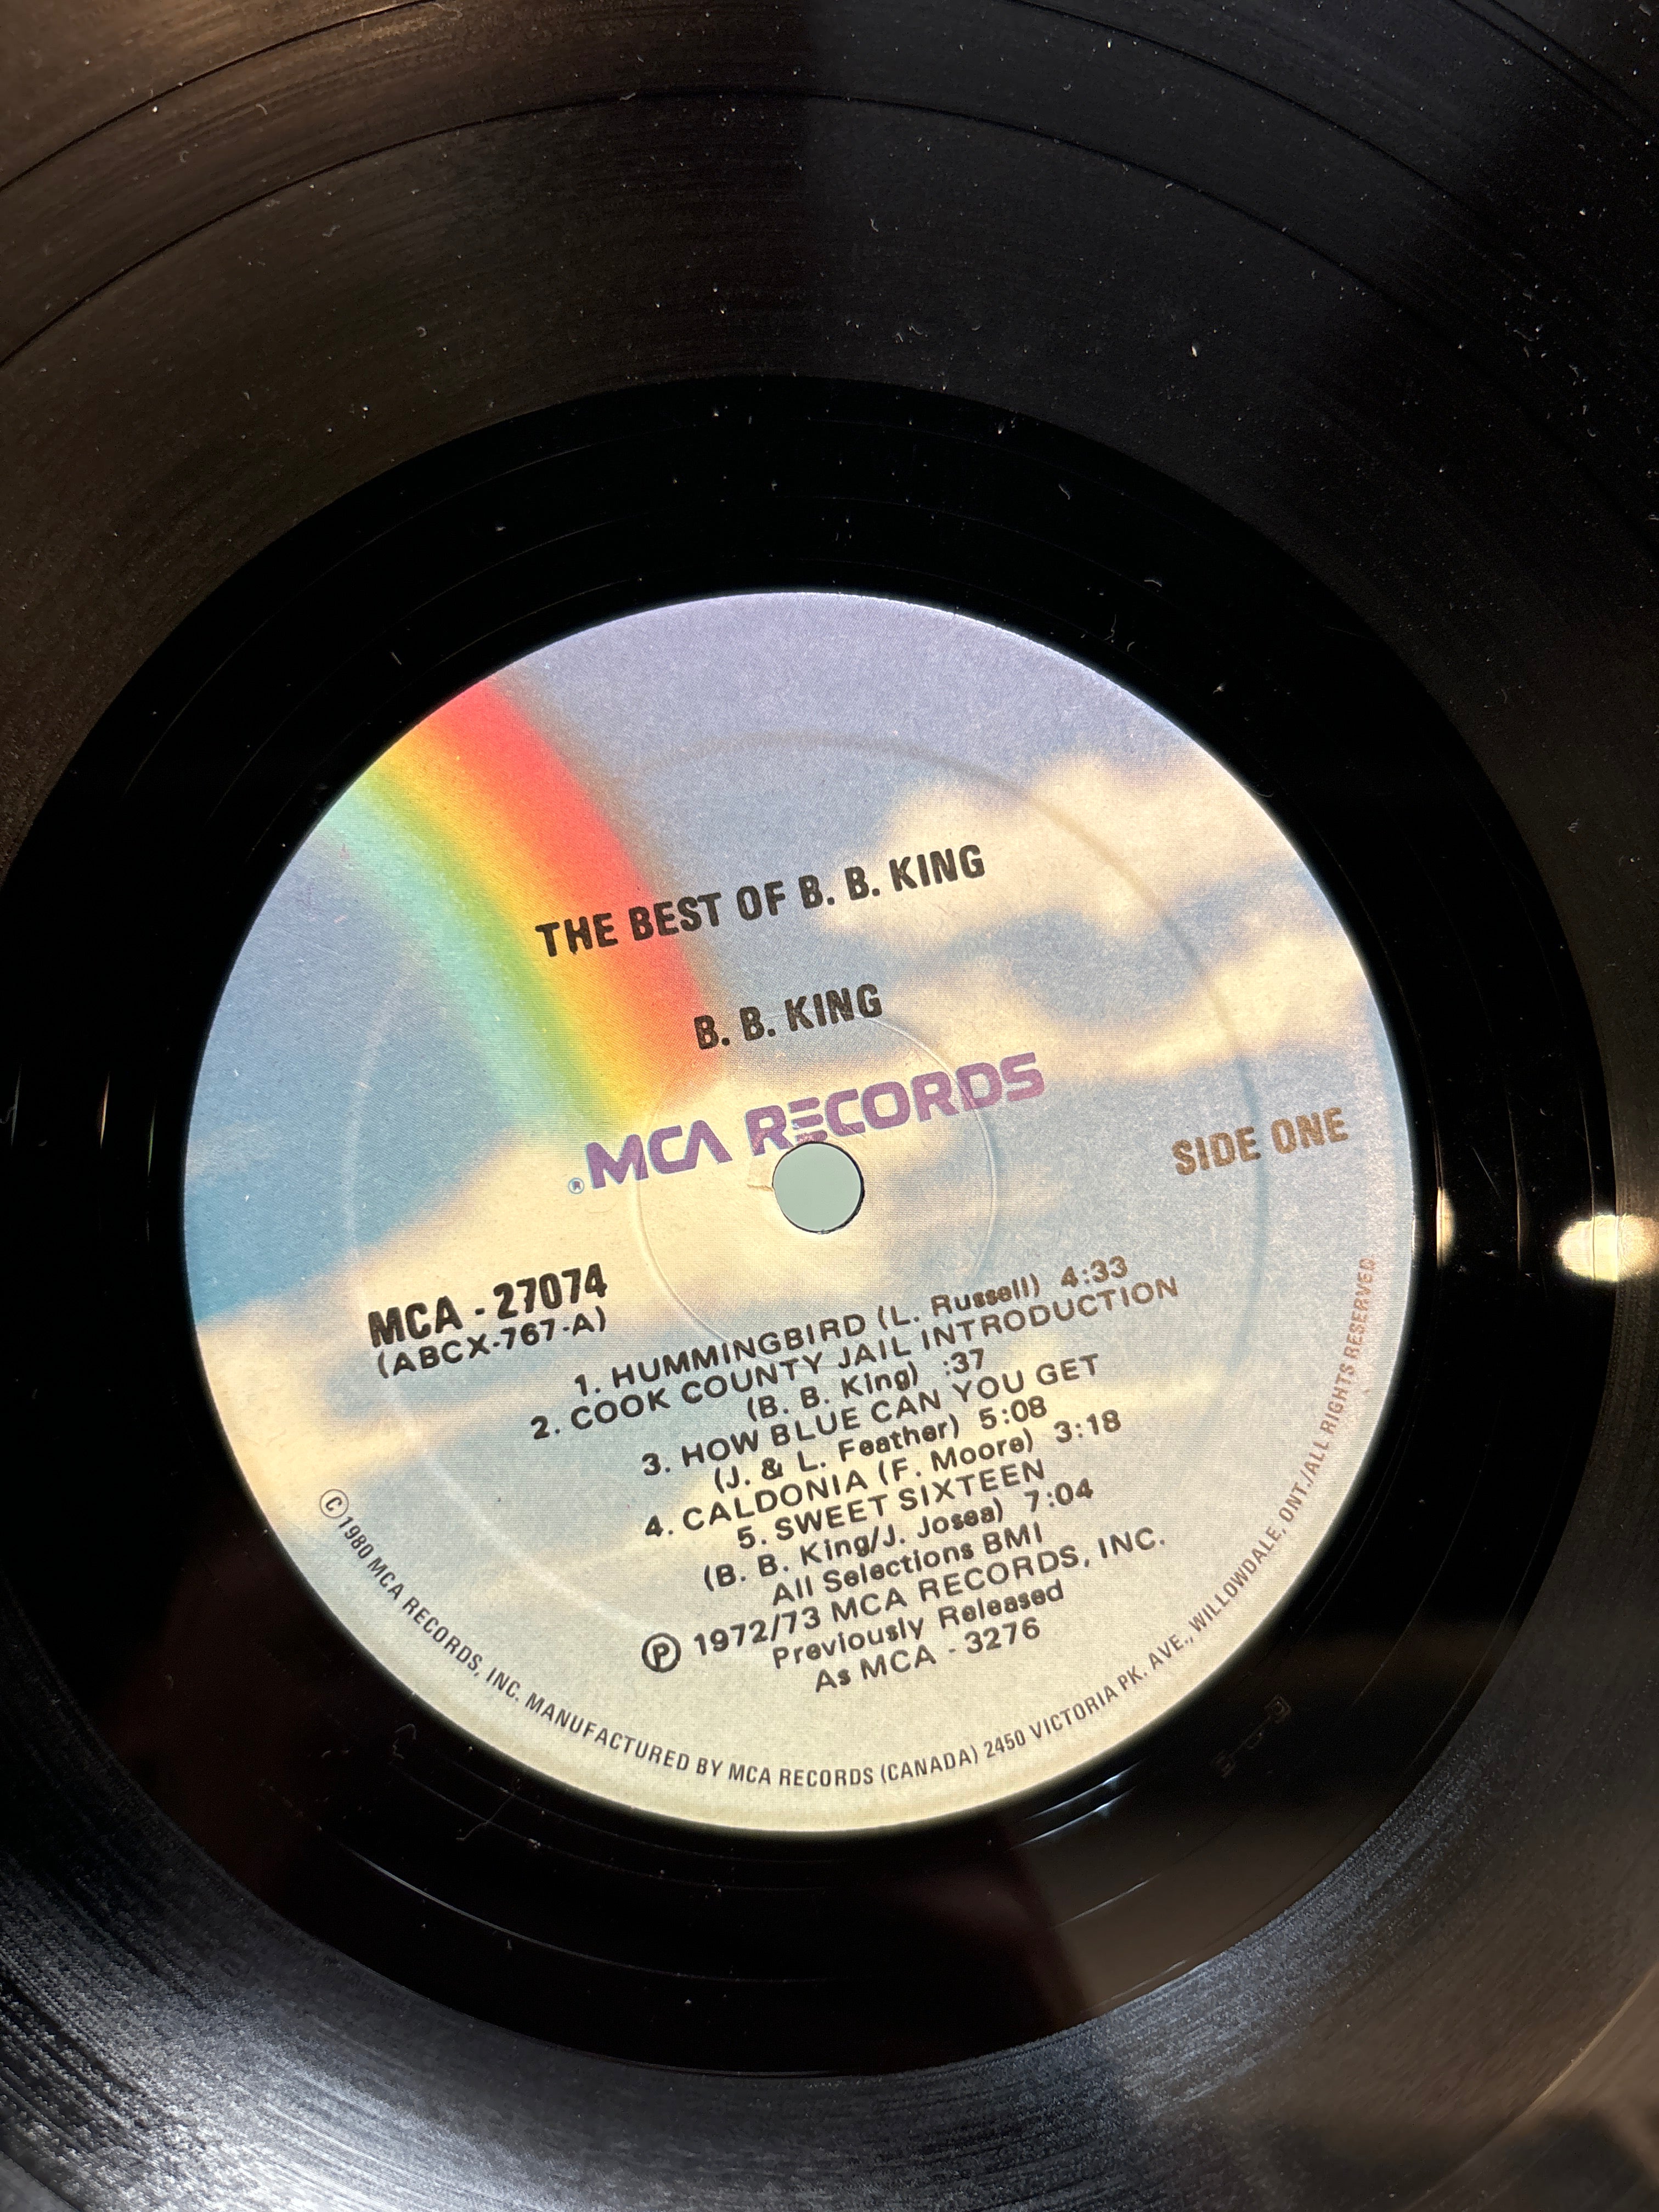 THE BEST OF B. B. KING
B. B. KING
® MCA RECORDS
SIDE ONE
MCA - 27074
(ABCX-767-A)
1. HUMMINGBIRD (L. Russell) 4:33
2. COOK COUNTY JAIL INTRODUCTION
(B. B. King) :37
3. HOW BLUE CAN YOU GET
(J. & L. Feather) 5:08
4. CALDONIA (F. Moore) 3:18
5. SWEET SIXTEEN
(B. B. King/J. Josea) 7:04
All Selections BMI
Ⓟ 1972/73 MCA RECORDS, INC.
Previously Released
As MCA - 3276
© 1980 MCA RECORDS, INC. MANUFACTURED BY MCA RECORDS (CANADA) 2450 VICTORIA PK. AVE., WILLOWDALE, ONT./ALL RIGHTS RESERVED